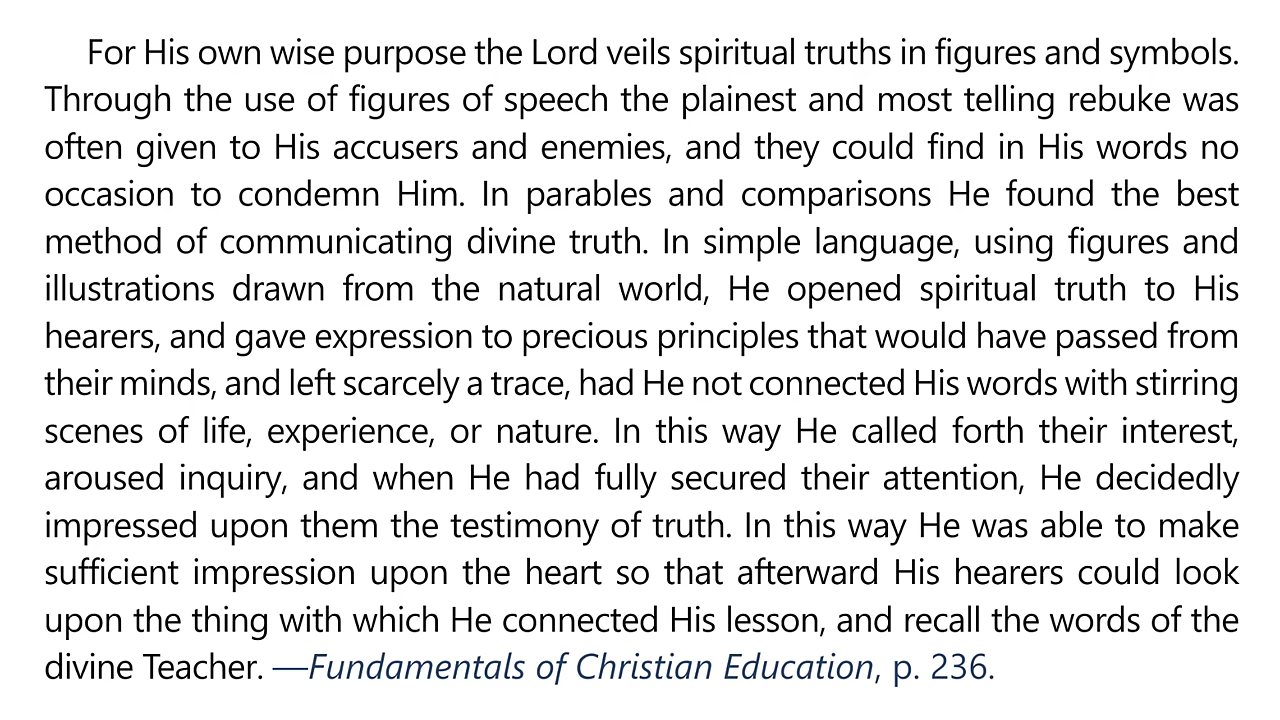 For His own wise purpose the Lord veils spiritual truths in figures and symbols.
Through the use of figures of speech the plainest and most telling rebuke was
often given to His accusers and enemies, and they could find in His words no
occasion to condemn Him. In parables and comparisons He found the best
method of communicating divine truth. In simple language, using figures and
illustrations drawn from the natural world, He opened spiritual truth to His
hearers, and gave expression to precious principles that would have passed from
their minds, and left scarcely a trace, had He not connected His words with stirring
scenes of life, experience, or nature. In this way He called forth their interest,
aroused inquiry, and when He had fully secured their attention, He decidedly
impressed upon them the testimony of truth. In this way He was able to make
sufficient impression upon the heart so that afterward His hearers could look
upon the thing with which He connected His lesson, and recall the words of the
divine Teacher. —Fundamentals of Christian Education, p. 236.